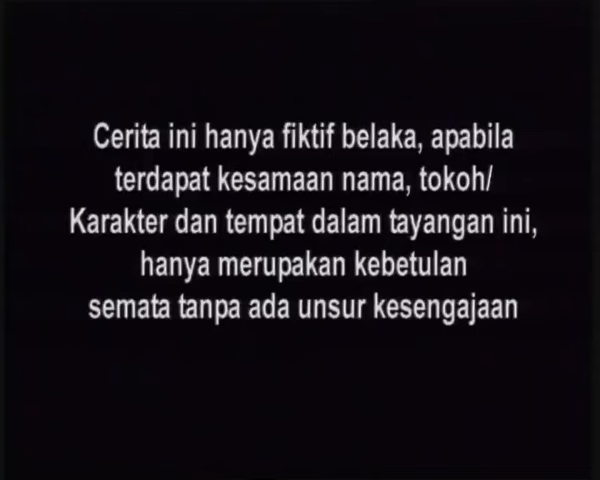 Cerita ini hanya fiktif belaka, apabila
terdapat kesamaan nama, tokoh/
Karakter dan tempat dalam tayangan ini,
hanya merupakan kebetulan
semata tanpa ada unsur kesengajaan